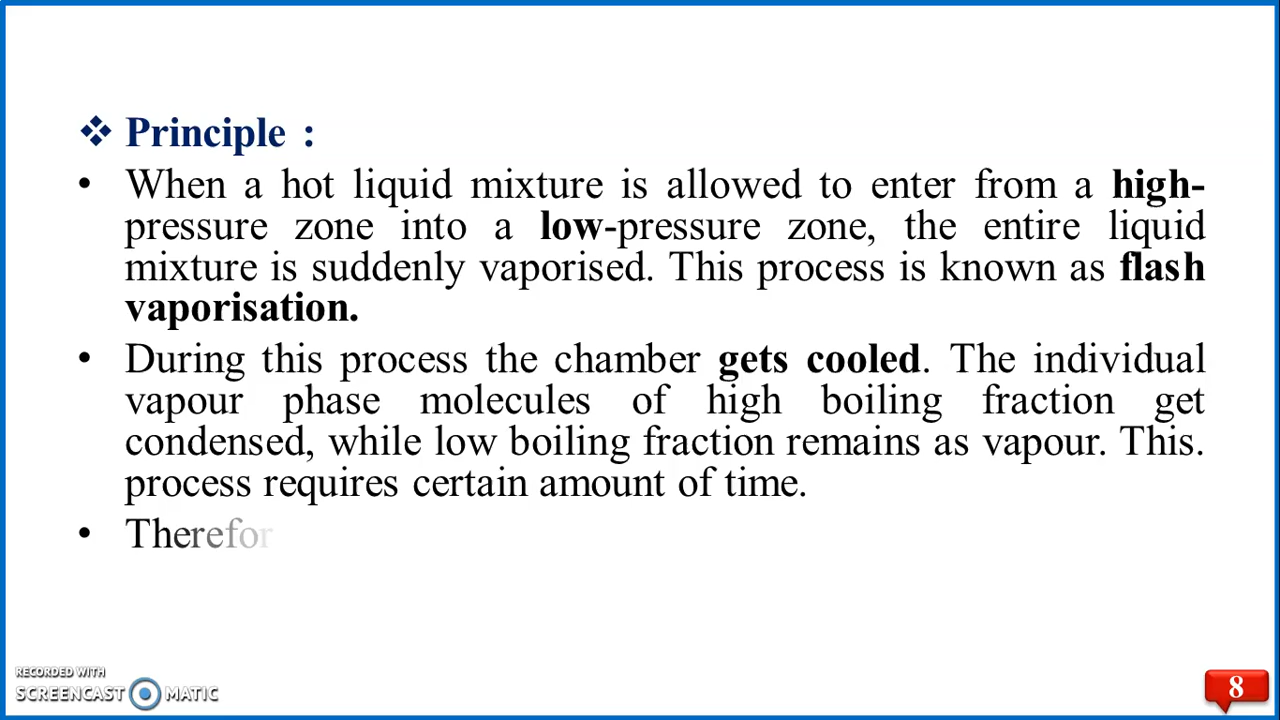 ❖ Principle :
• When a hot liquid mixture is allowed to enter from a high-
pressure zone into a low-pressure zone, the entire liquid
mixture is suddenly vaporised. This process is known as flash
vaporisation.
• During this process the chamber gets cooled. The individual
vapour phase molecules of high boiling fraction get
condensed, while low boiling fraction remains as vapour. This.
process requires certain amount of time.
• Therefor
RECORDED WITH
SCREENCAST MATIC
8